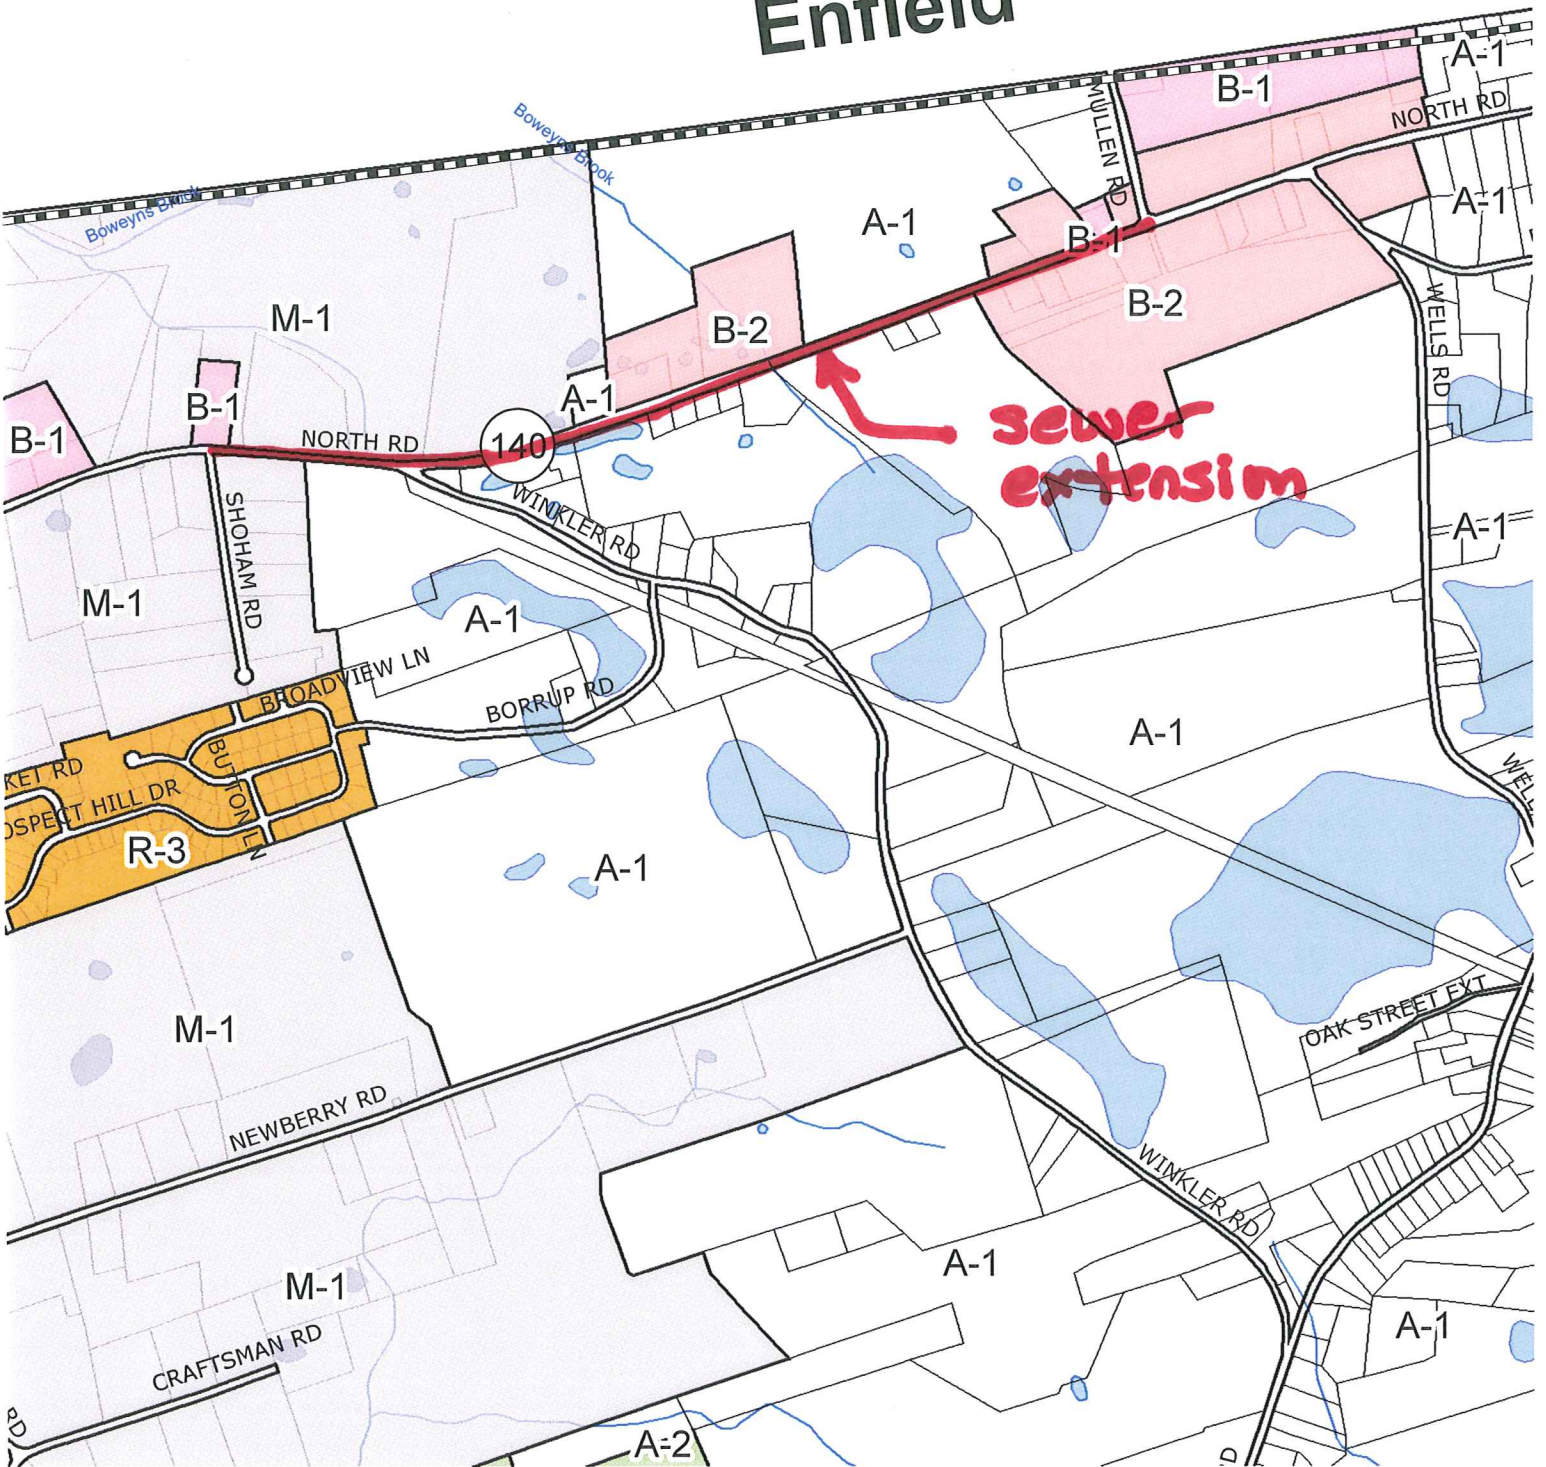 Enfield
A-1
B-1
NORTH RD
MULLEN RD
Boweyns Brook
Boweyns Brook
A-1
A-1
B-1
M-1
B-2
B-2
WELLS RD
A-1
B-1
B-1
NORTH RD
140
sewer
extension
WINKLER RD
SHOHAM RD
A-1
M-1
A-1
BROADVIEW LN
BORRUP RD
A-1
BUTTON LN
KET RD
OSPECT HILL DR
WELL
R-3
A-1
M-1
OAK STREET EXT
NEWBERRY RD
WINKLER RD
A-1
M-1
A-1
CRAFTSMAN RD
RD
A-2
RD